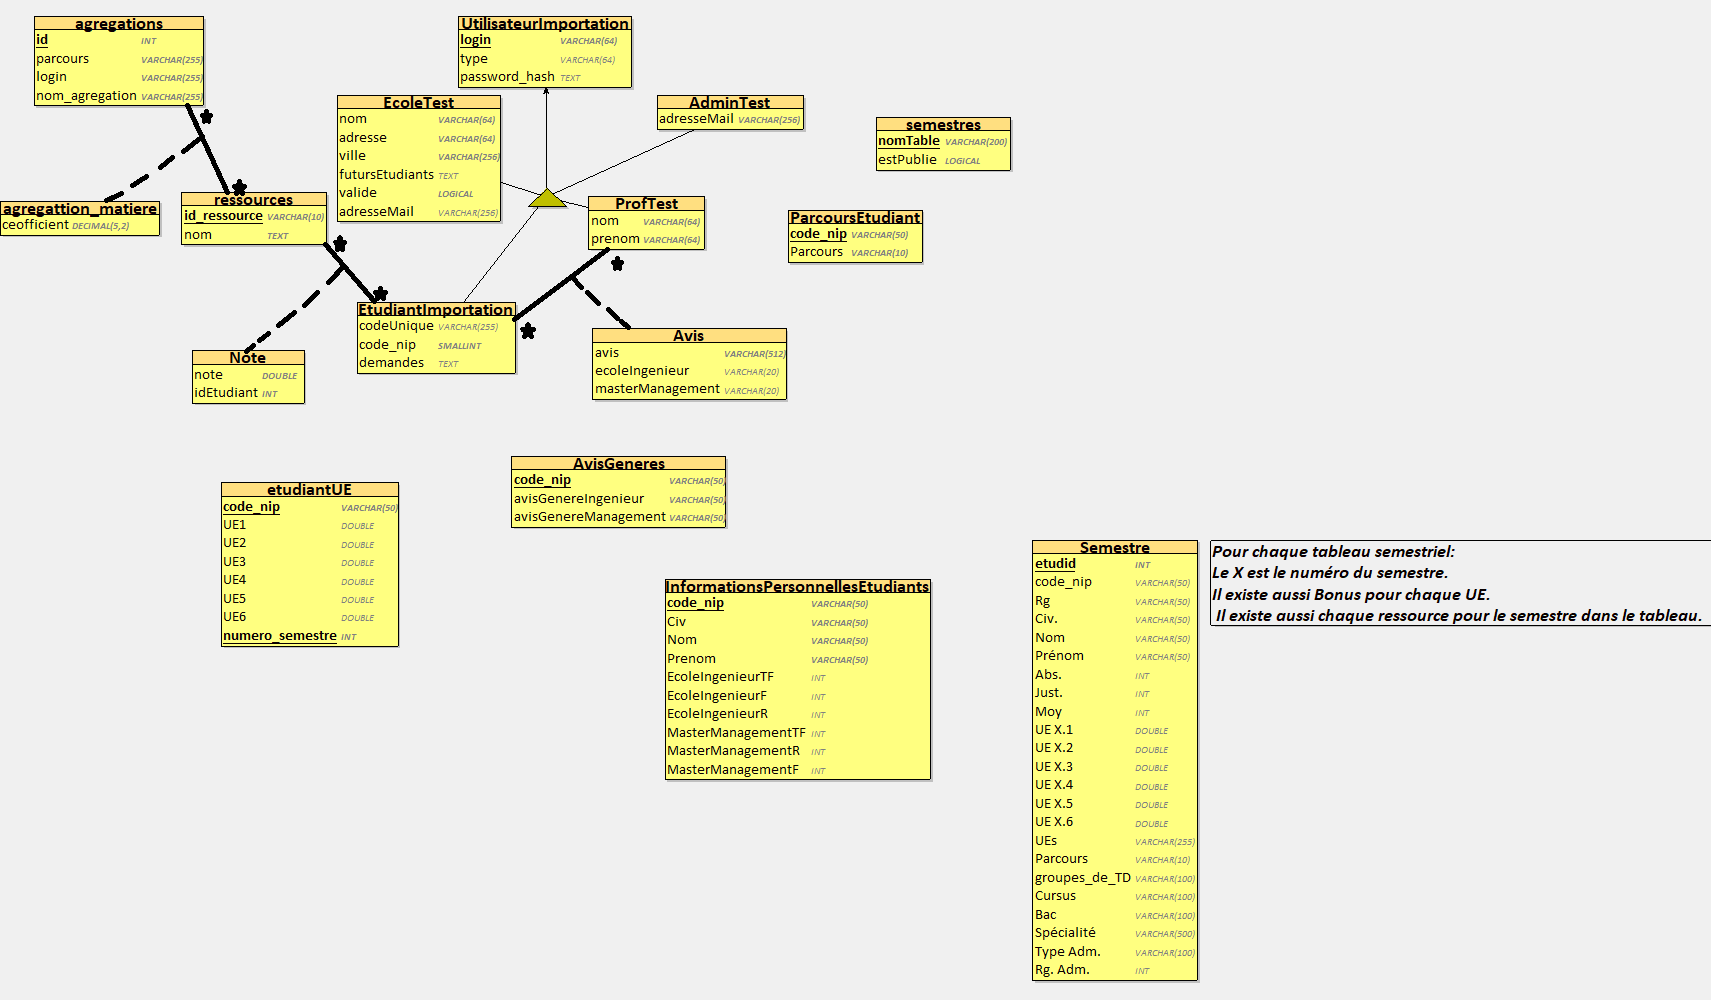 agregations
id INT
parcours VARCHAR(255)
login VARCHAR(255)
nom_agregation VARCHAR(255)
UtilisateurImportation
login VARCHAR(64)
type VARCHAR(64)
password_hash TEXT
EcoleTest
nom VARCHAR(64)
adresse VARCHAR(64)
ville VARCHAR(256)
futursEtudiants TEXT
valide LOGICAL
adresseMail VARCHAR(256)
AdminTest
adresseMail VARCHAR(256)
semestres
nomTable VARCHAR(200)
estPublie LOGICAL
agregattion_matiere
ceofficient DECIMAL(5,2)
ressources
id_ressource VARCHAR(10)
nom TEXT
ProfTest
nom VARCHAR(64)
prenom VARCHAR(64)
ParcoursEtudiant
code_nip VARCHAR(50)
Parcours VARCHAR(10)
EtudiantImportation
codeUnique VARCHAR(255)
code_nip SMALLINT
demandes TEXT
Avis
avis VARCHAR(512)
ecoleIngenieur VARCHAR(20)
masterManagement VARCHAR(20)
Note
note DOUBLE
idEtudiant INT
AvisGeneres
code_nip VARCHAR(50)
avisGenereIngenieur VARCHAR(50)
avisGenereManagement VARCHAR(50)
etudiantUE
code_nip VARCHAR(50)
UE1 DOUBLE
UE2 DOUBLE
UE3 DOUBLE
UE4 DOUBLE
UE5 DOUBLE
UE6 DOUBLE
numero_semestre INT
InformationsPersonnellesEtudiants
code_nip VARCHAR(50)
Civ VARCHAR(50)
Nom VARCHAR(50)
Prenom VARCHAR(50)
EcoleIngenieurTF INT
EcoleIngenieurF INT
EcoleIngenieurR INT
MasterManagementTF INT
MasterManagementR INT
MasterManagementF INT
Semestre
etudid INT
code_nip VARCHAR(50)
Rg VARCHAR(50)
Civ. VARCHAR(50)
Nom VARCHAR(50)
Prénom VARCHAR(50)
Abs. INT
Just. INT
Moy INT
UE X.1 DOUBLE
UE X.2 DOUBLE
UE X.3 DOUBLE
UE X.4 DOUBLE
UE X.5 DOUBLE
UE X.6 DOUBLE
UEs VARCHAR(255)
Parcours VARCHAR(10)
groupes_de_TD VARCHAR(100)
Cursus VARCHAR(100)
Bac VARCHAR(100)
Spécialité VARCHAR(500)
Type Adm. VARCHAR(100)
Rg. Adm. INT
Pour chaque tableau semestriel:
Le X est le numéro du semestre.
Il existe aussi Bonus pour chaque UE.
Il existe aussi chaque ressource pour le semestre dans le tableau.